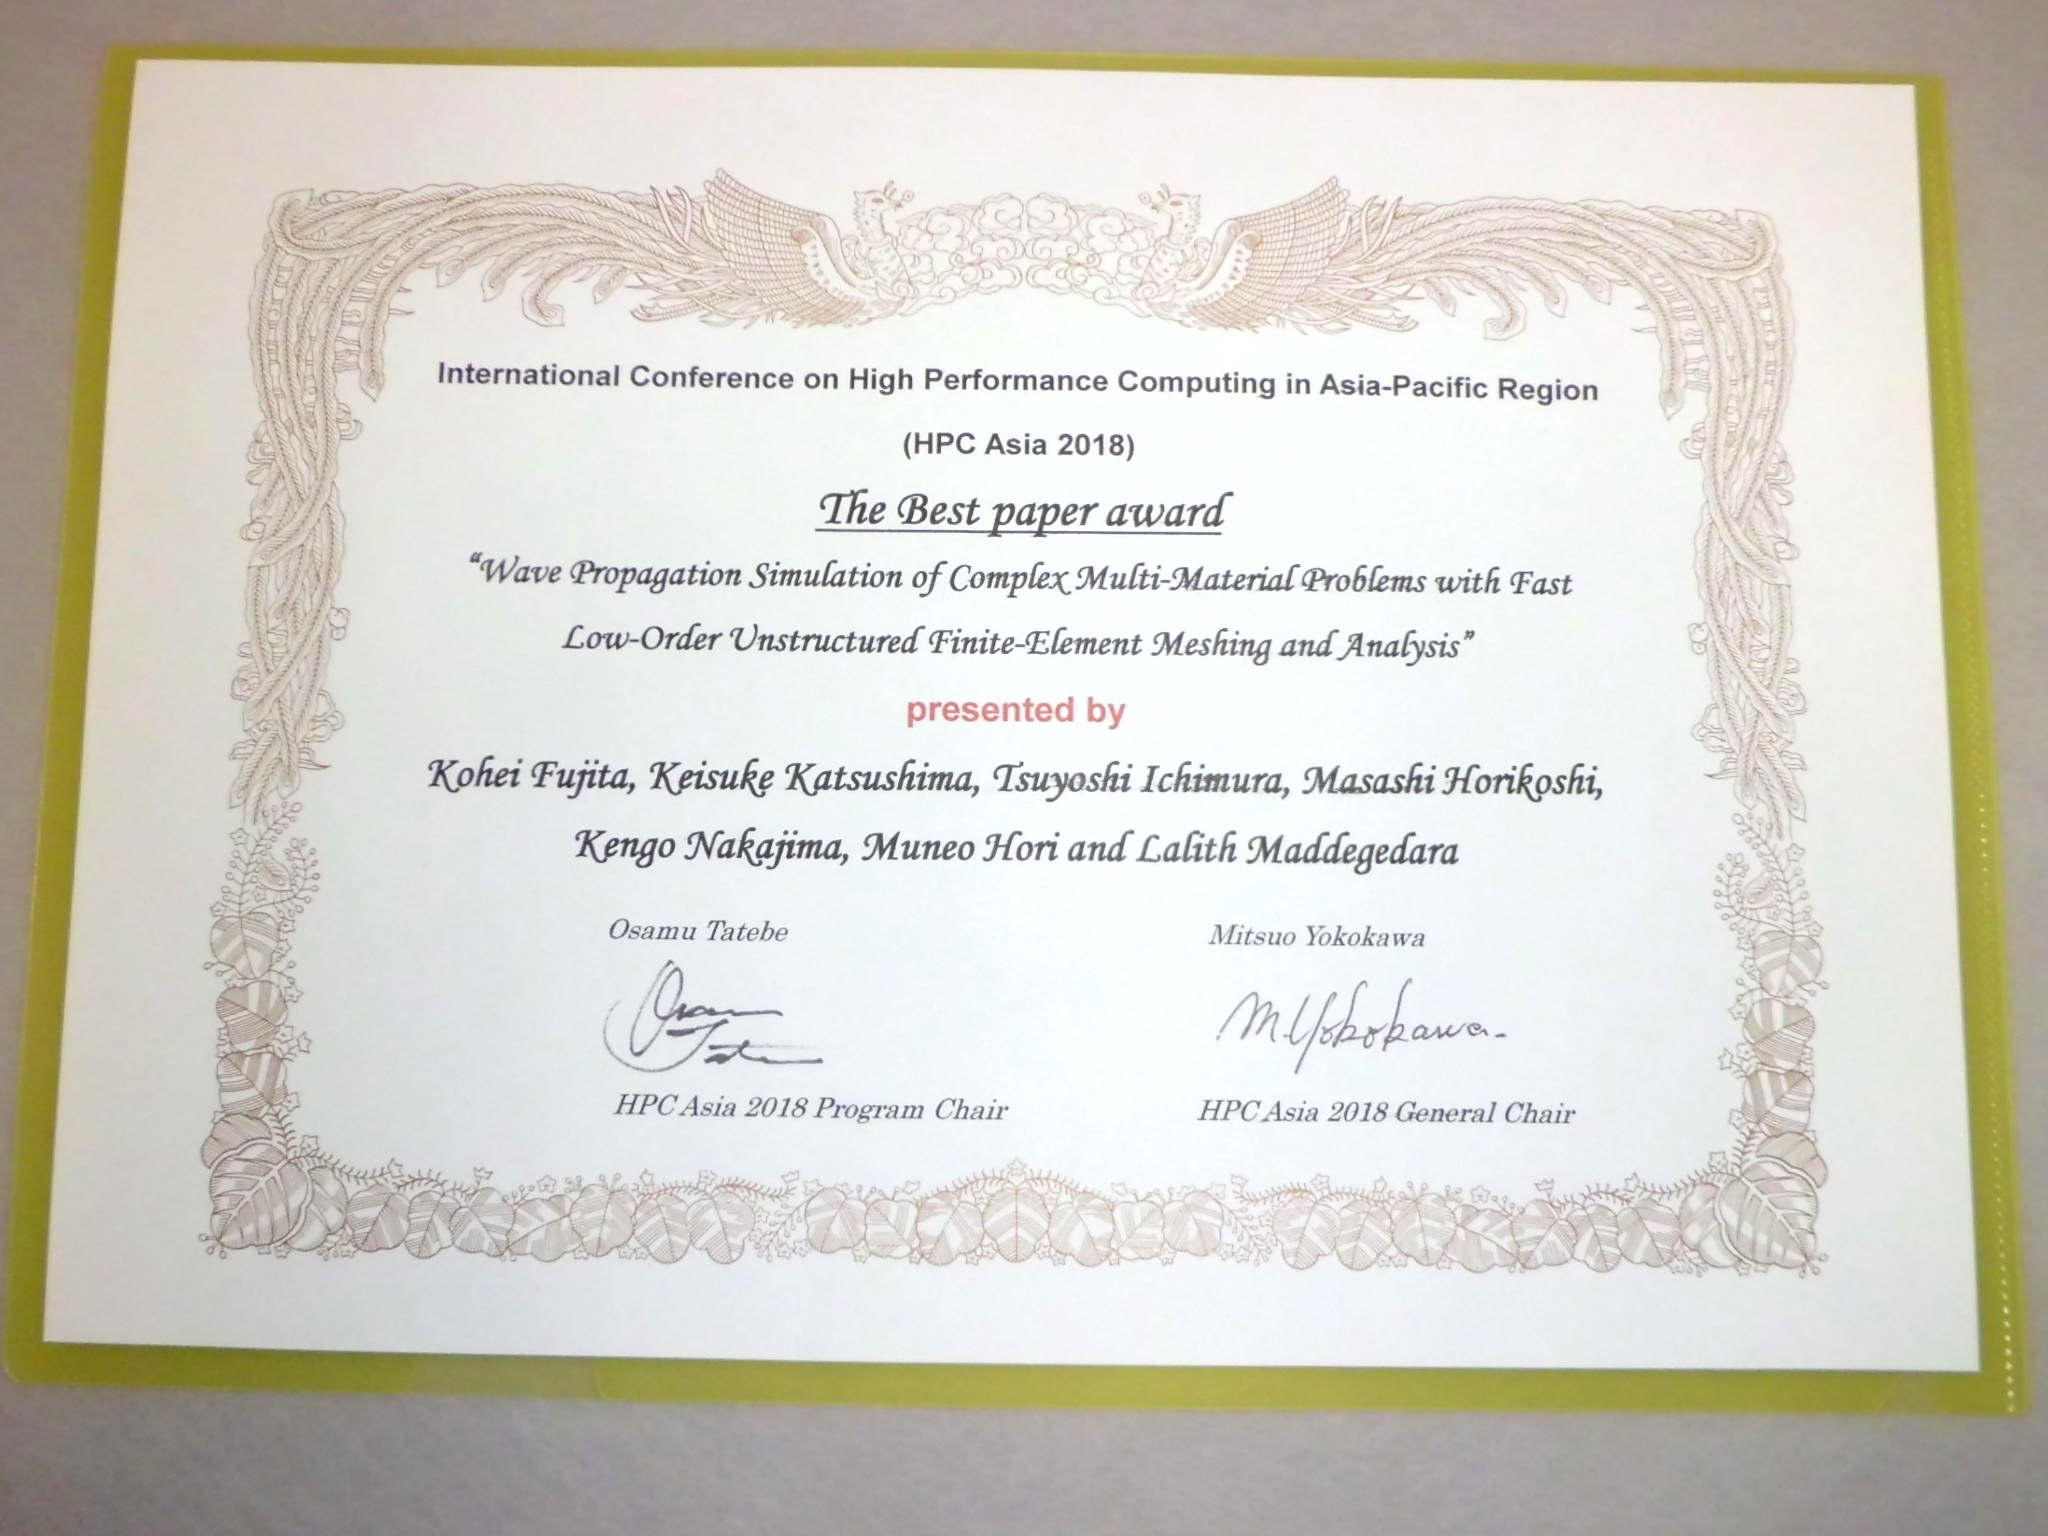 International Conference on High Performance Computing in Asia-Pacific Region
(HPC Asia 2018)
The Best paper award
“Wave Propagation Simulation of Complex Multi-Material Problems with Fast
Low-Order Unstructured Finite-Element Meshing and Analysis”
presented by
Kohei Fujita, Keisuke Katsushima, Tsuyoshi Ichimura, Masashi Horikoshi,
Kengo Nakajima, Muneo Hori and Lalith Maddegedara
Osamu Tatebe
Mitsuo Yokokawa
Osamu Tatebe
M. Yokokawa
HPC Asia 2018 Program Chair
HPC Asia 2018 General Chair